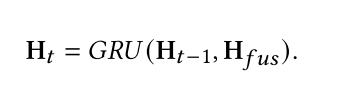 H_t = GRU(H_{t−1}, H_{fus}).